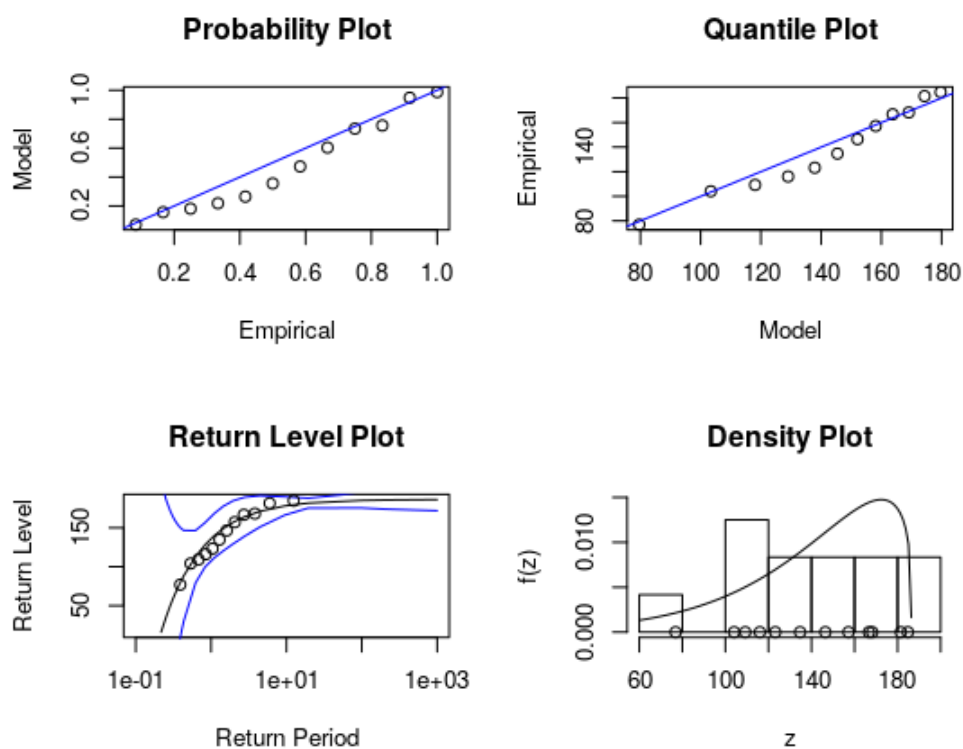 Probability Plot
Model
0.2 0.6 1.0
0.2 0.4 0.6 0.8 1.0
Empirical
Quantile Plot
Empirical
80 140
80 100 120 140 160 180
Model
Return Level Plot
Return Level
50 150
1e-01 1e+01 1e+03
Return Period
Density Plot
f(z)
0.000 0.010
60 100 140 180
z